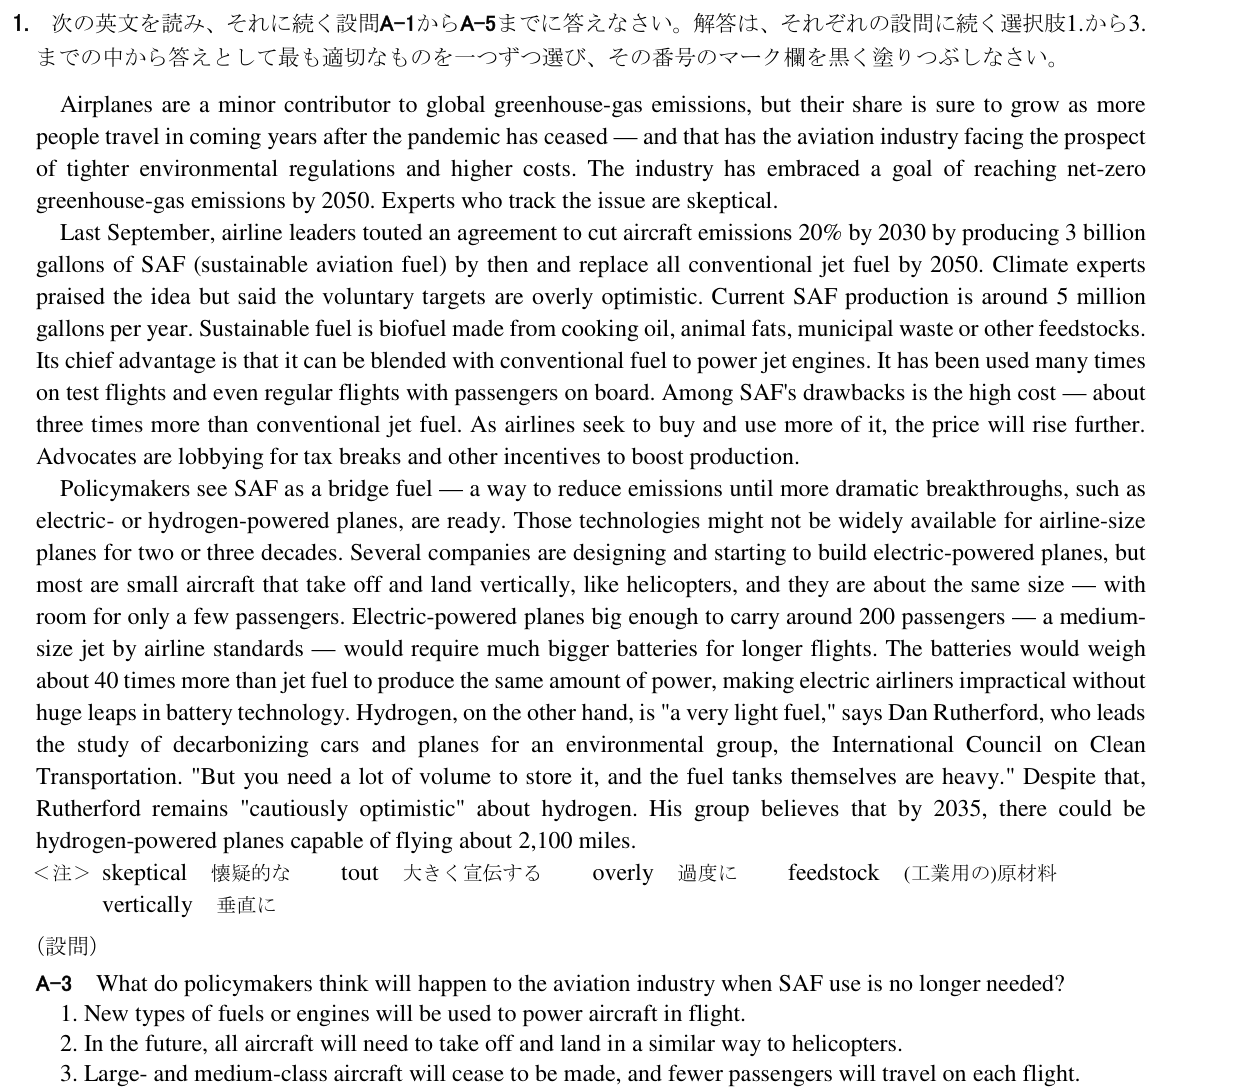 1. 次の英文を読み、それに続く設問A-1からA-5までに答えなさい。解答は、それぞれの設問に続く選択肢1.から3.
までの中から答えとして最も適切なものを一つずつ選び、その番号のマーク欄を黒く塗りつぶしなさい。
Airplanes are a minor contributor to global greenhouse-gas emissions, but their share is sure to grow as more
people travel in coming years after the pandemic has ceased — and that has the aviation industry facing the prospect
of tighter environmental regulations and higher costs. The industry has embraced a goal of reaching net-zero
greenhouse-gas emissions by 2050. Experts who track the issue are skeptical.
Last September, airline leaders touted an agreement to cut aircraft emissions 20% by 2030 by producing 3 billion
gallons of SAF (sustainable aviation fuel) by then and replace all conventional jet fuel by 2050. Climate experts
praised the idea but said the voluntary targets are overly optimistic. Current SAF production is around 5 million
gallons per year. Sustainable fuel is biofuel made from cooking oil, animal fats, municipal waste or other feedstocks.
Its chief advantage is that it can be blended with conventional fuel to power jet engines. It has been used many times
on test flights and even regular flights with passengers on board. Among SAF's drawbacks is the high cost — about
three times more than conventional jet fuel. As airlines seek to buy and use more of it, the price will rise further.
Advocates are lobbying for tax breaks and other incentives to boost production.
Policymakers see SAF as a bridge fuel — a way to reduce emissions until more dramatic breakthroughs, such as
electric- or hydrogen-powered planes, are ready. Those technologies might not be widely available for airline-size
planes for two or three decades. Several companies are designing and starting to build electric-powered planes, but
most are small aircraft that take off and land vertically, like helicopters, and they are about the same size — with
room for only a few passengers. Electric-powered planes big enough to carry around 200 passengers — a medium-
size jet by airline standards — would require much bigger batteries for longer flights. The batteries would weigh
about 40 times more than jet fuel to produce the same amount of power, making electric airliners impractical without
huge leaps in battery technology. Hydrogen, on the other hand, is "a very light fuel," says Dan Rutherford, who leads
the study of decarbonizing cars and planes for an environmental group, the International Council on Clean
Transportation. "But you need a lot of volume to store it, and the fuel tanks themselves are heavy." Despite that,
Rutherford remains "cautiously optimistic" about hydrogen. His group believes that by 2035, there could be
hydrogen-powered planes capable of flying about 2,100 miles.
＜注＞ skeptical 懐疑的な tout 大きく宣伝する overly 過度に feedstock (工業用の)原材料
vertically 垂直に
（設問）
A-3 What do policymakers think will happen to the aviation industry when SAF use is no longer needed?
1. New types of fuels or engines will be used to power aircraft in flight.
2. In the future, all aircraft will need to take off and land in a similar way to helicopters.
3. Large- and medium-class aircraft will cease to be made, and fewer passengers will travel on each flight.